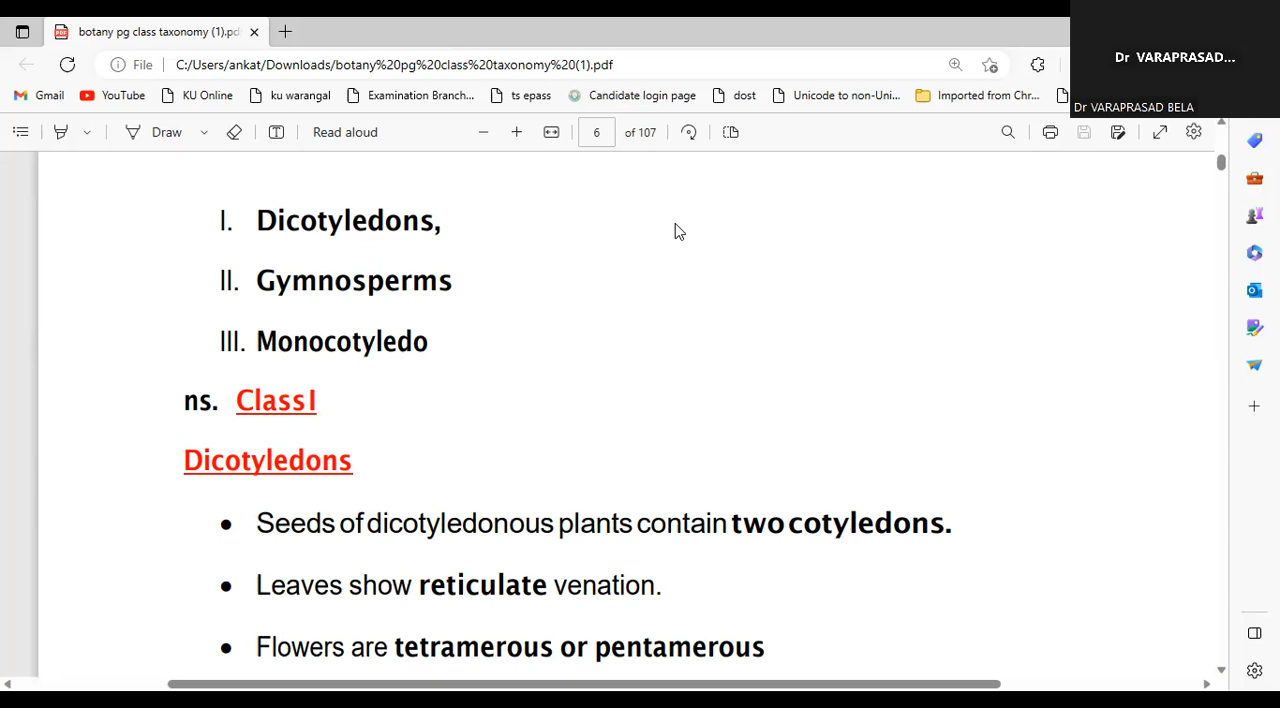 botany pg class taxonomy (1).pdf
Dr VARAPRASAD...
File C:/Users/ankat/Downloads/botany%20pg%20class%20taxonomy%20(1).pdf
Gmail YouTube KU Online ku warangal Examination Branch... ts epass Candidate login page dost Unicode to non-Uni... Imported from Chr...
Dr VARAPRASAD BELA
Draw Read aloud 6 of 107
I. Dicotyledons,
II. Gymnosperms
III. Monocotyledo
ns. Class I
Dicotyledons
• Seeds of dicotyledonous plants contain two cotyledons.
• Leaves show reticulate venation.
• Flowers are tetramerous or pentamerous